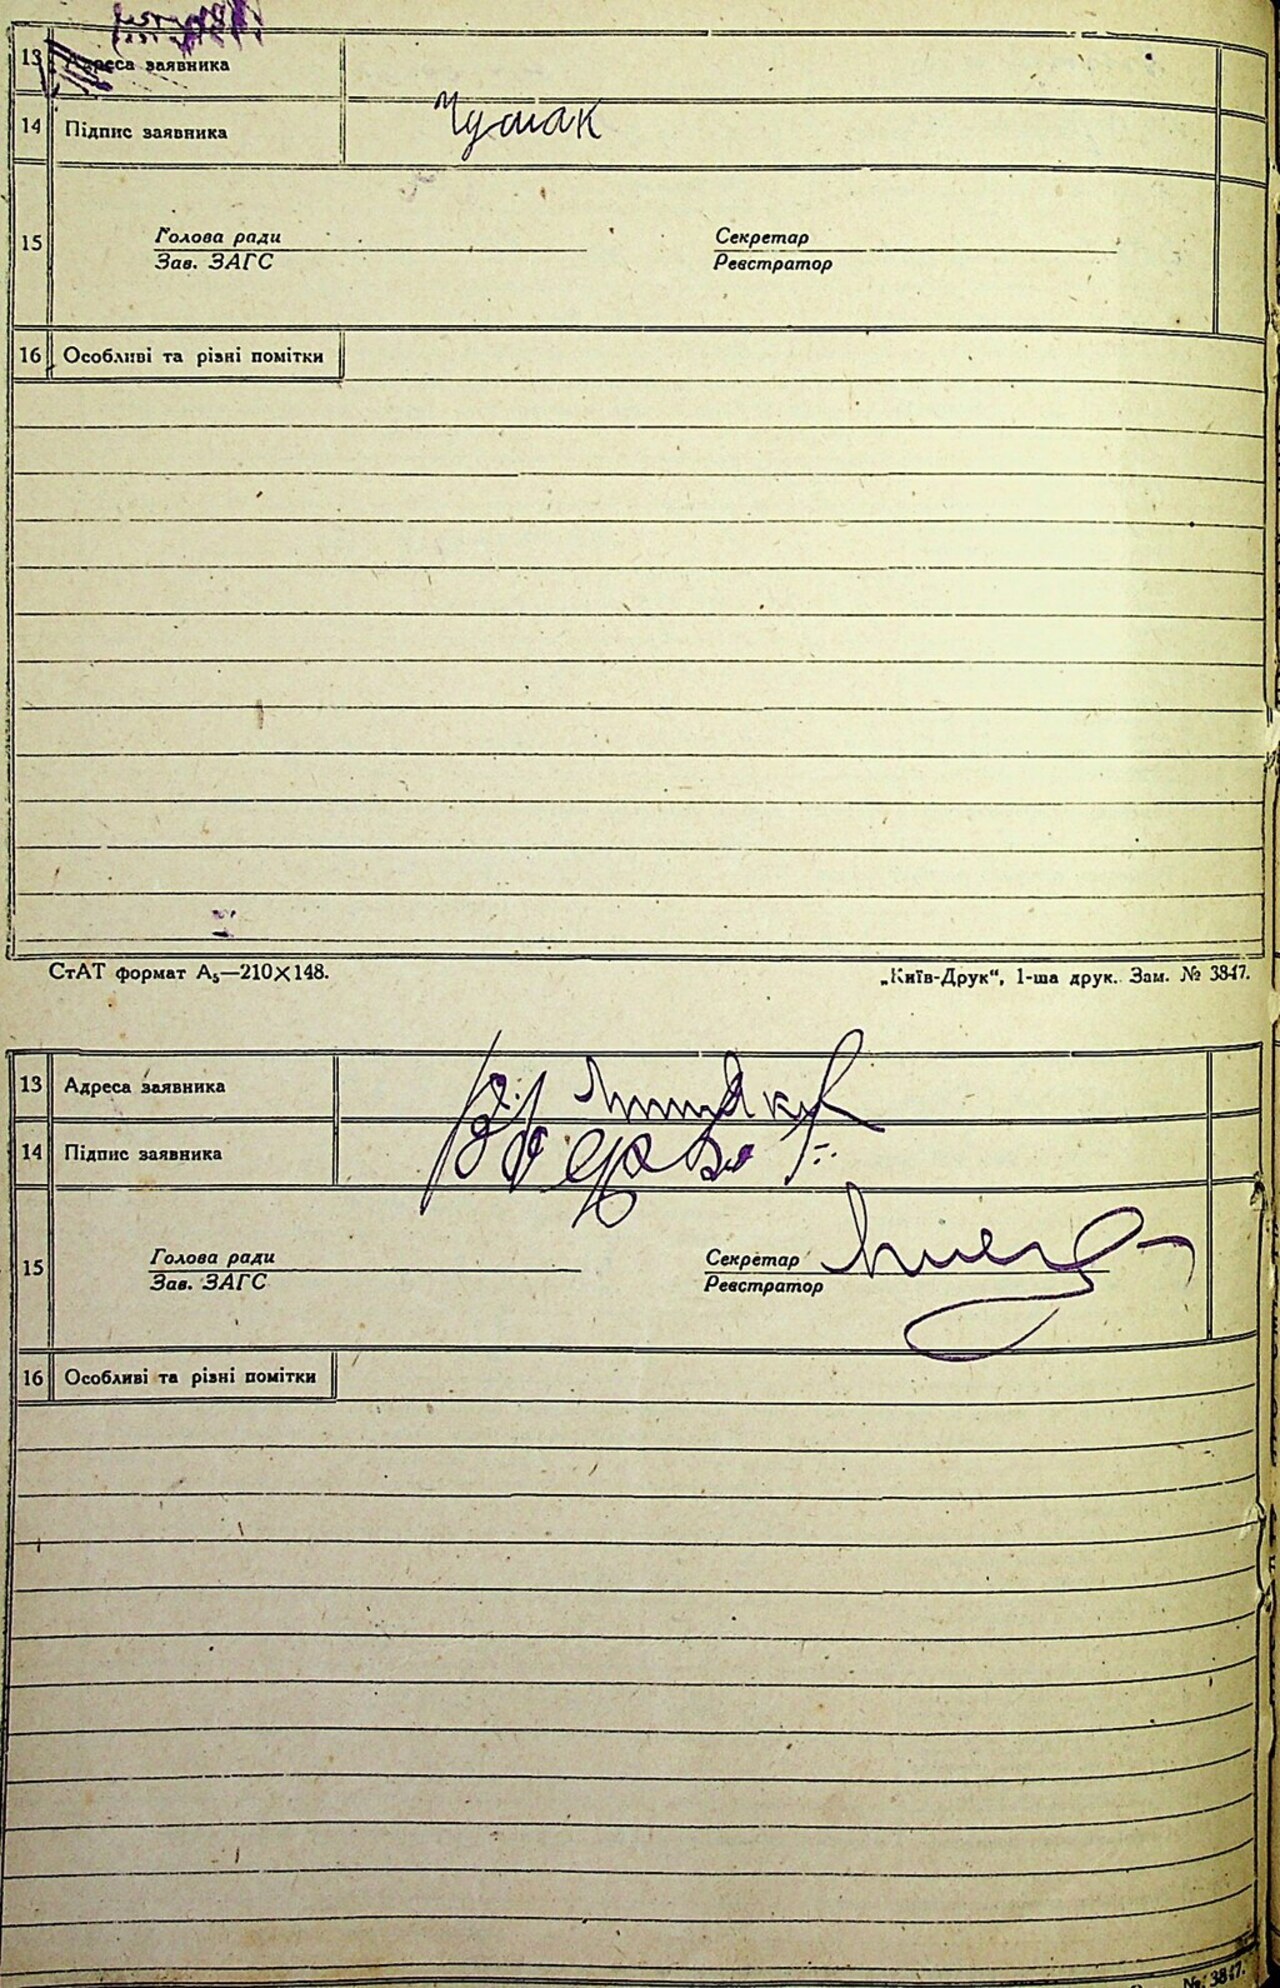 13 Адреса заявника
14 Підпис заявника Чумак
15 Голова ради Секретар
Зав. ЗАГС Реєстратор
16 Особливі та різні помітки
СтАТ формат А₅—210×148. „Київ-Друк“, 1-ша друк. Зам. № 3847.
13 Адреса заявника
14 Підпис заявника
15 Голова ради Секретар
Зав. ЗАГС Реєстратор
16 Особливі та різні помітки
№ 3847.